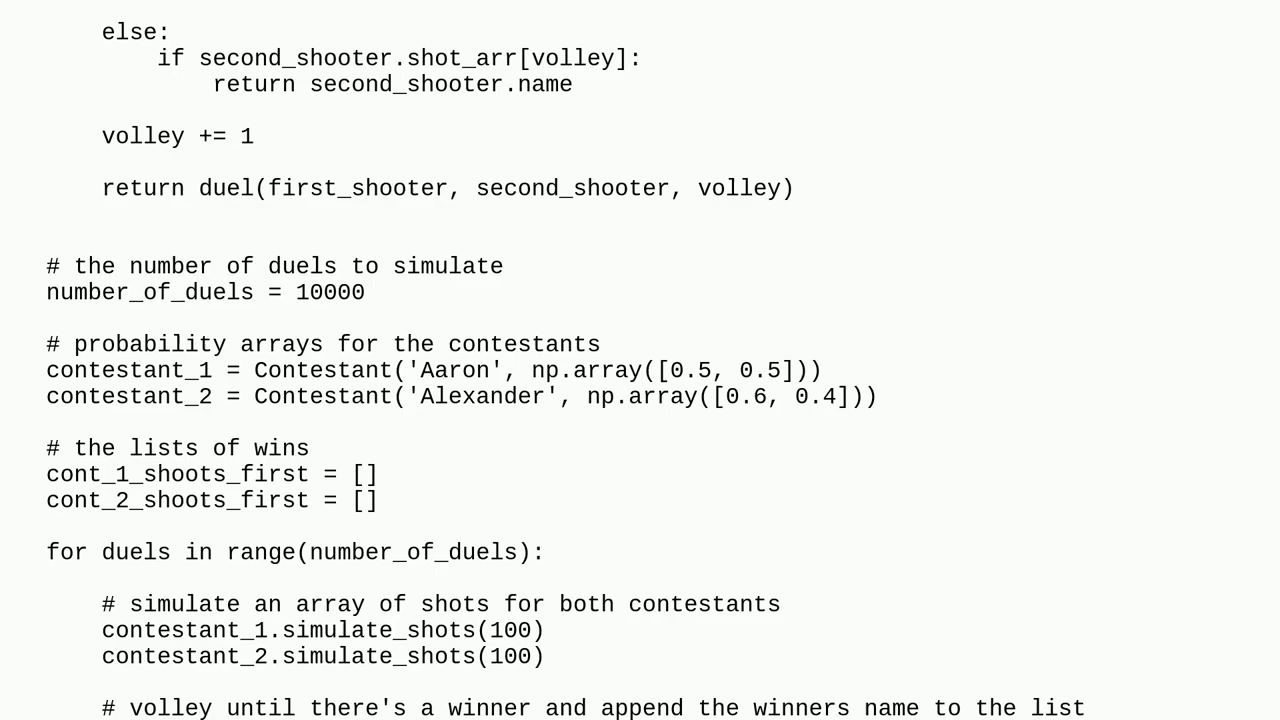 else:
if second_shooter.shot_arr[volley]:
return second_shooter.name
volley += 1
return duel(first_shooter, second_shooter, volley)
# the number of duels to simulate
number_of_duels = 10000
# probability arrays for the contestants
contestant_1 = Contestant('Aaron', np.array([0.5, 0.5]))
contestant_2 = Contestant('Alexander', np.array([0.6, 0.4]))
# the lists of wins
cont_1_shoots_first = []
cont_2_shoots_first = []
for duels in range(number_of_duels):
# simulate an array of shots for both contestants
contestant_1.simulate_shots(100)
contestant_2.simulate_shots(100)
# volley until there's a winner and append the winners name to the list